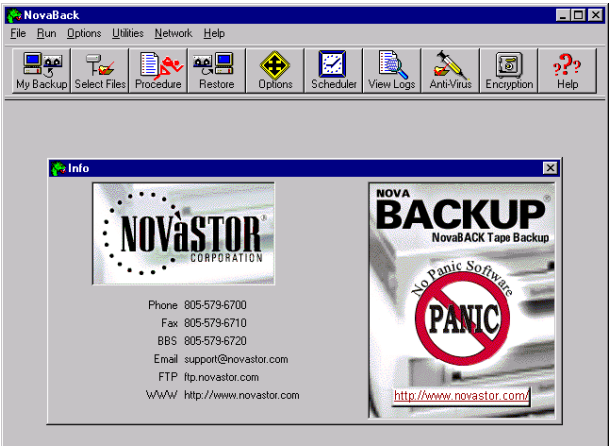 NovaBack
File Run Options Utilities Network Help
My Backup Select Files Procedure Restore Options Scheduler View Logs Anti-Virus Encryption Help
Info
NOVASTOR®
CORPORATION
Phone 805-579-6700
Fax 805-579-6710
BBS 805-579-6720
Email support@novastor.com
FTP ftp.novastor.com
WWW http://www.novastor.com
NOVA
BACKUP®
NovaBACK Tape Backup
No Panic Software
PANIC
http://www.novastor.com/